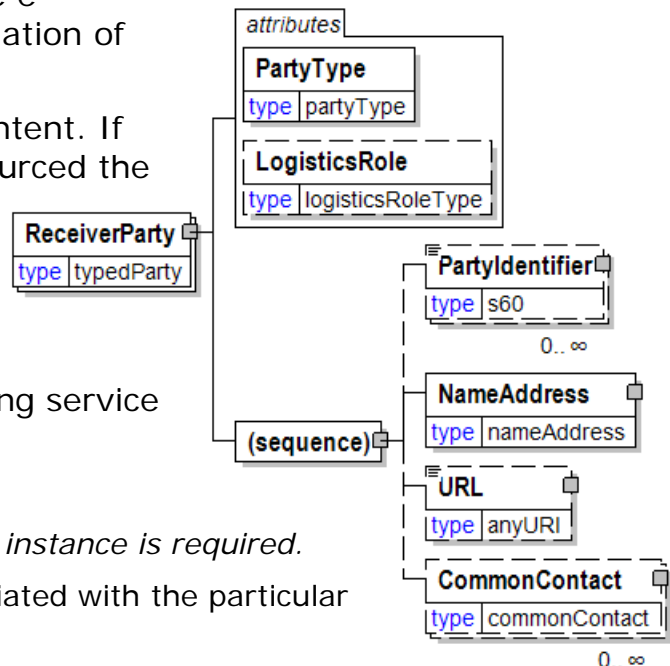 ation of
ntent. If
urced the
ng service
instance is required.
iated with the particular
attributes
PartyType
type partyType
LogisticsRole
type logisticsRoleType
ReceiverParty
type typedParty
(sequence)
PartyIdentifier
type s60
0.. ∞
NameAddress
type nameAddress
URL
type anyURI
CommonContact
type commonContact
0.. ∞